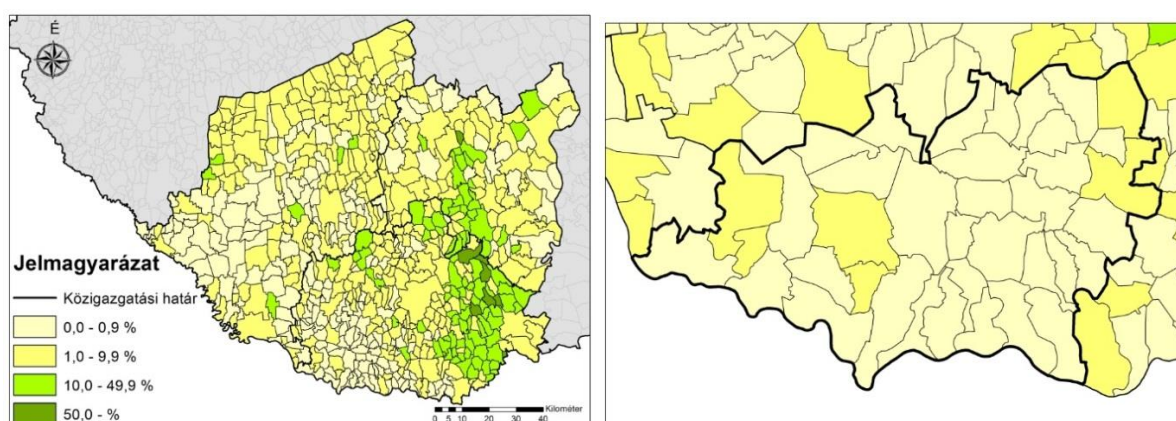 É
Jelmagyarázat
Közigazgatási határ
0,0 - 0,9 %
1,0 - 9,9 %
10,0 - 49,9 %
50,0 - %
Kilométer
0 5 10 20 30 40